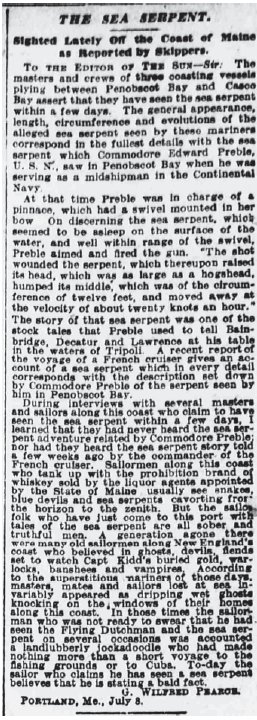 THE SEA SERPENT.
Sighted Lately Off the Coast of Maine
as Reported by Skippers.
TO THE EDITOR OF THE SUN—Sir: The
masters and crews of three coasting vessels
plying between Penobscot Bay and Casco
Bay assert that they have seen the sea serpent
within a few days. The general appearance,
length, circumference and evolutions of the
alleged sea serpent seen by these mariners
correspond in the fullest details with the sea
serpent which Commodore Edward Preble,
U. S. N., saw in Penobscot Bay when he was
serving as a midshipman in the Continental
Navy.
At that time Preble was in charge of a
pinnace, which had a swivel mounted in her
bow On discerning the sea serpent, which
seemed to be asleep on the surface of the
water, and well within range of the swivel,
Preble aimed and fired the gun. "The shot
wounded the serpent, which thereupon raised
its head, which was as large as a hogshead,
humped its middle, which was of the circum-
ference of twelve feet, and moved away at
the velocity of about twenty knots an hour."
The story of that sea serpent was one of the
stock tales that Preble used to tell Bain-
bridge, Decatur and Lawrence at his table
in the waters of Tripoli. A recent report of
the voyage of a French cruiser gives an ac-
count of a sea serpent which in every detail
corresponds with the description set down
by Commodore Preble of the serpent seen by
him in Penobscot Bay.
During interviews with several masters
and sailors along this coast who claim to have
seen the sea serpent within a few days, I
learned that they had never heard the sea ser-
pent adventure related by Commodore Preble;
nor had they heard the sea serpent story told
a few weeks ago by the commander of the
French cruiser. Sailormen along this coast
who tank up with the prohibition brand of
whiskey sold by the liquor agents appointed
by the State of Maine usually see snakes,
blue devils and sea serpents cavorting from
the horizon to the zenith. But the sailor
folk who have just come to this port with
tales of the sea serpent are all sober and
truthful men. A generation agone there
were many old sailormen along New England's
coast who believed in ghosts, devils, fiends
set to watch Capt Kidd's buried gold, war-
locks, banshees and vampires. According
to the superstitious mariners of those days,
masters, mates and sailors lost at sea in-
variably appeared as dripping wet ghosts
knocking on the windows of their homes
along this coast. In those times the sailor-
man who was not ready to swear that he had
seen the Flying Dutchman and the sea ser-
pent on several occasions was accounted
a landlubberly jockadoodle who had made
nothing more than a short voyage to the
fishing grounds or to Cuba. To-day the
sailor who claims he has seen a sea serpent
believes that he is stating a bald fact.
G. WILFRED PEARCE.
PORTLAND, Me., July 8.